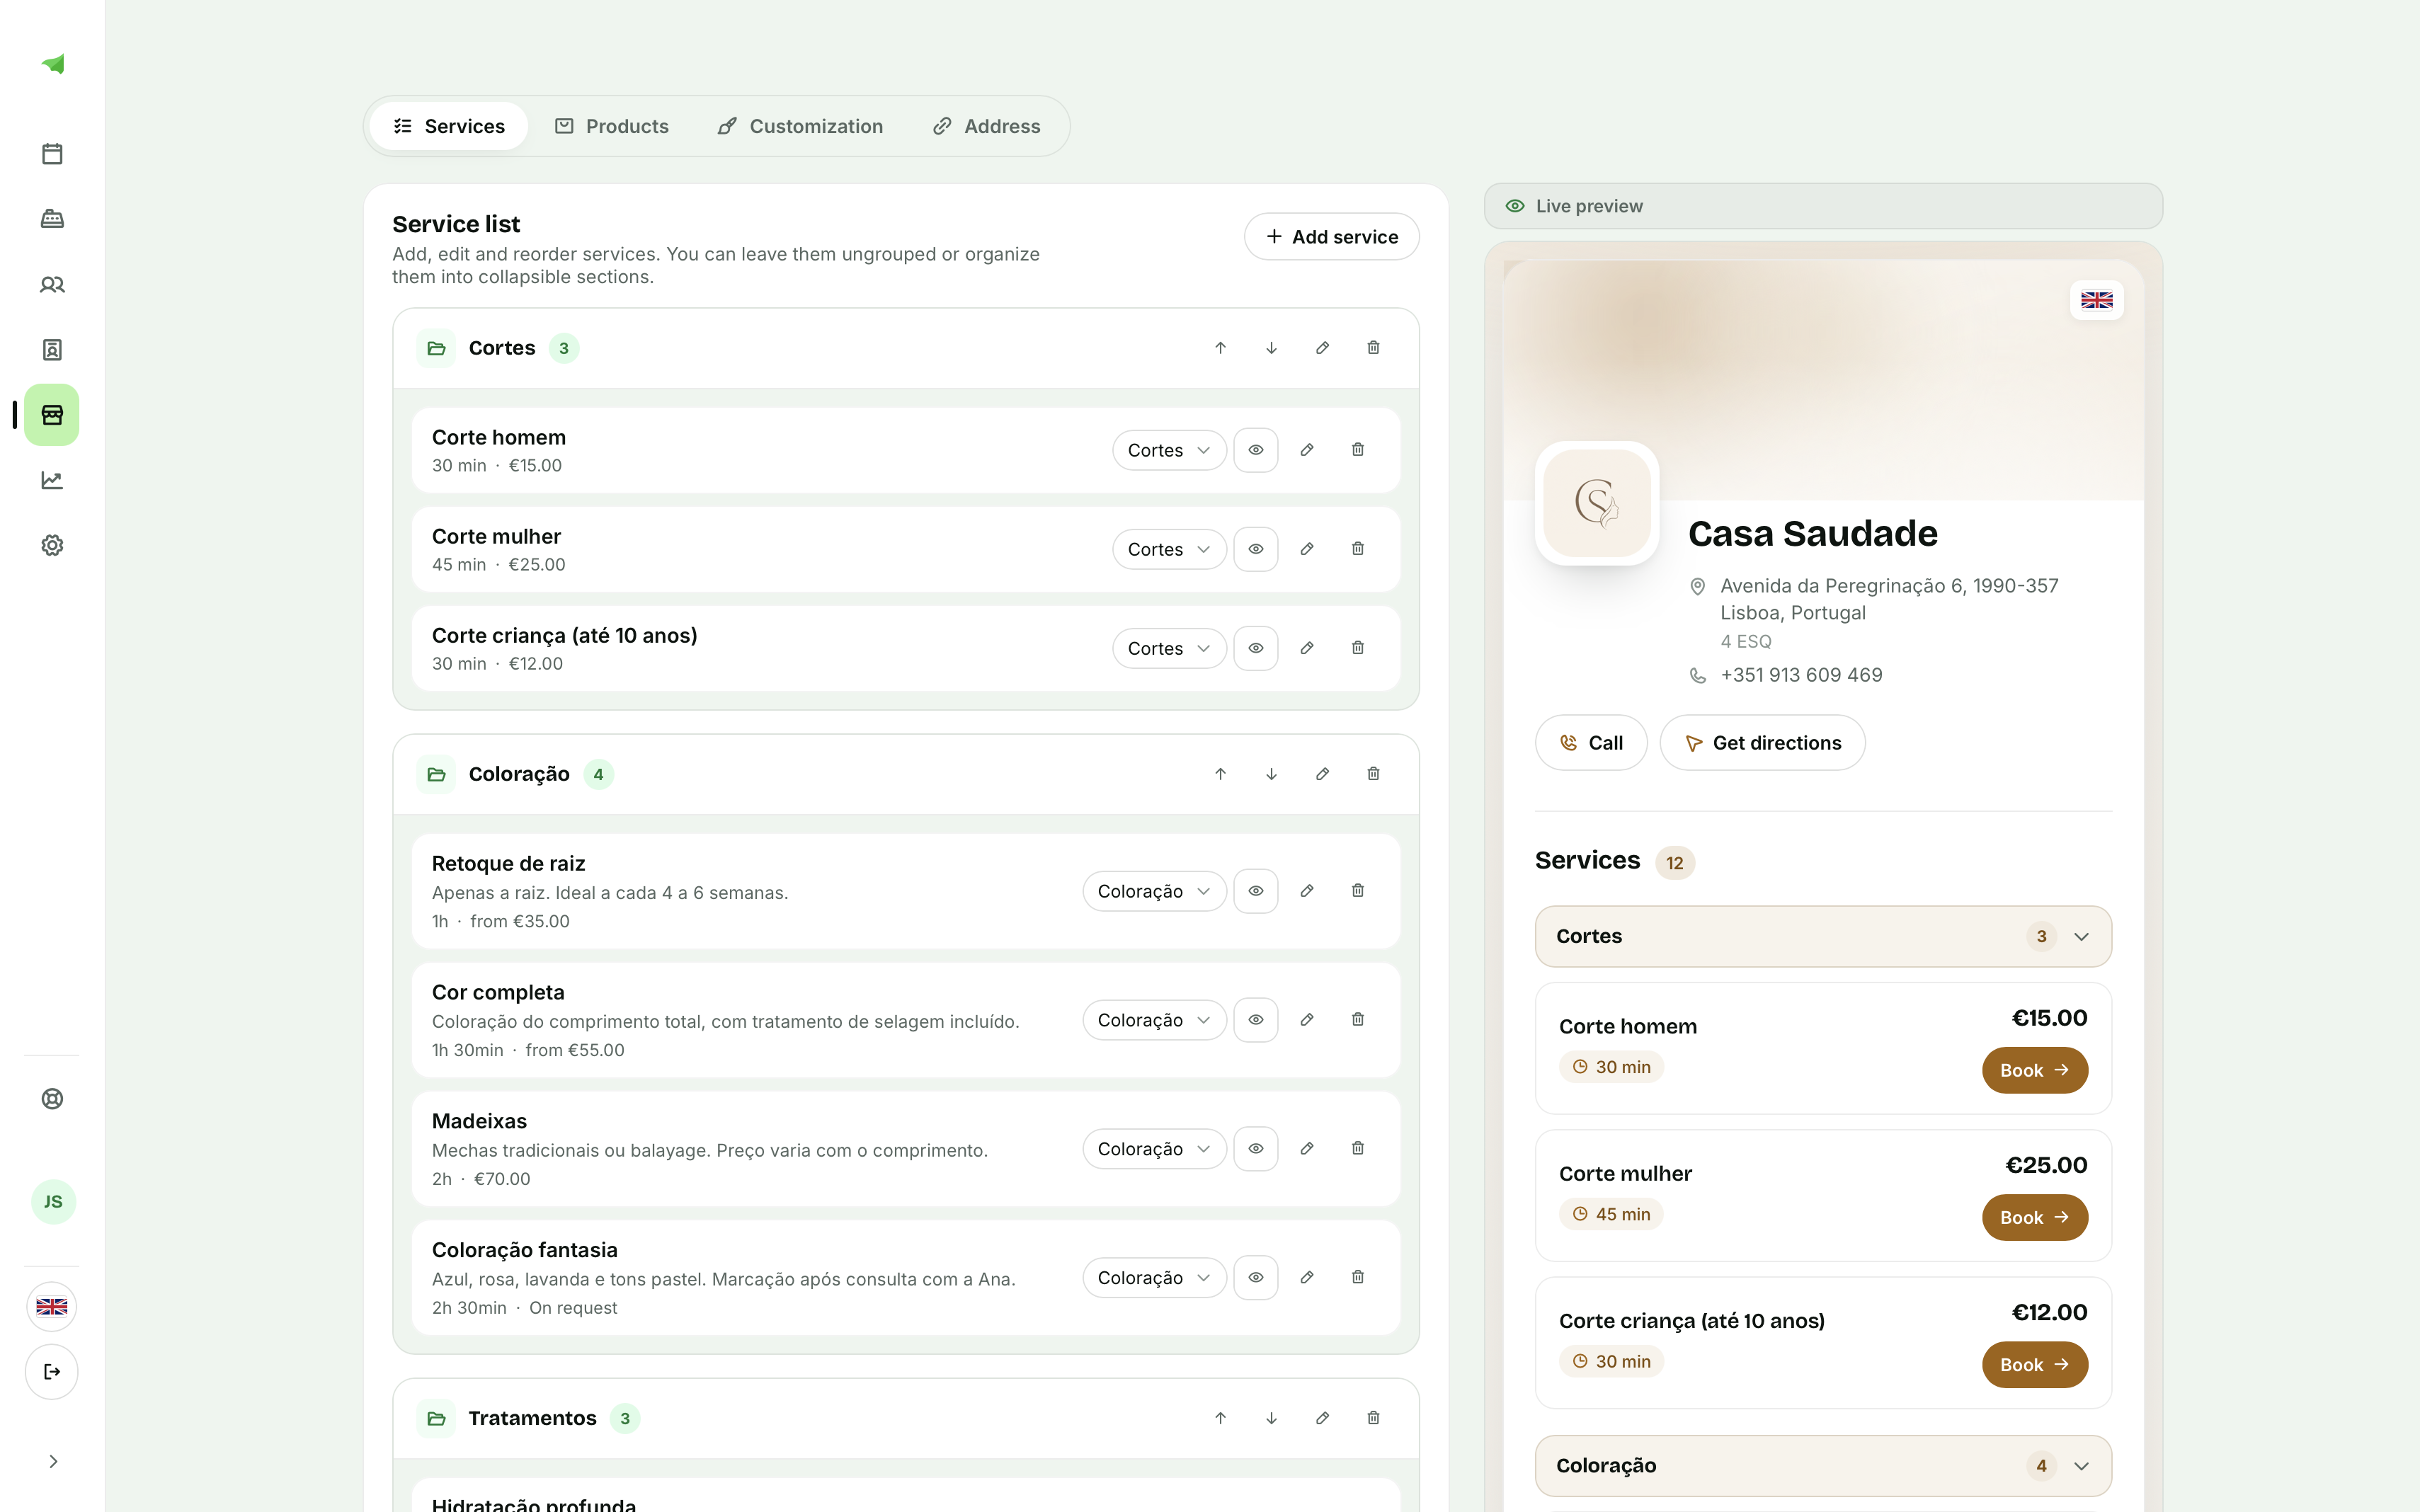 Services
Products
Customization
Address
Service list
Add, edit and reorder services. You can leave them ungrouped or organize
them into collapsible sections.
Add service
Cortes 3
Corte homem
30 min · €15.00
Cortes
Corte mulher
45 min · €25.00
Cortes
Corte criança (até 10 anos)
30 min · €12.00
Cortes
Coloração 4
Retoque de raiz
Apenas a raiz. Ideal a cada 4 a 6 semanas.
1h · from €35.00
Coloração
Cor completa
Coloração do comprimento total, com tratamento de selagem incluído.
1h 30min · from €55.00
Coloração
Madeixas
Mechas tradicionais ou balayage. Preço varia com o comprimento.
2h · €70.00
Coloração
Coloração fantasia
Azul, rosa, lavanda e tons pastel. Marcação após consulta com a Ana.
2h 30min · On request
Coloração
Tratamentos 3
Hidratação profunda
JS
Live preview
Casa Saudade
Avenida da Peregrinação 6, 1990-357
Lisboa, Portugal
4 ESQ
+351 913 609 469
Call
Get directions
Services 12
Cortes 3
Corte homem
30 min
€15.00
Book
Corte mulher
45 min
€25.00
Book
Corte criança (até 10 anos)
30 min
€12.00
Book
Coloração 4